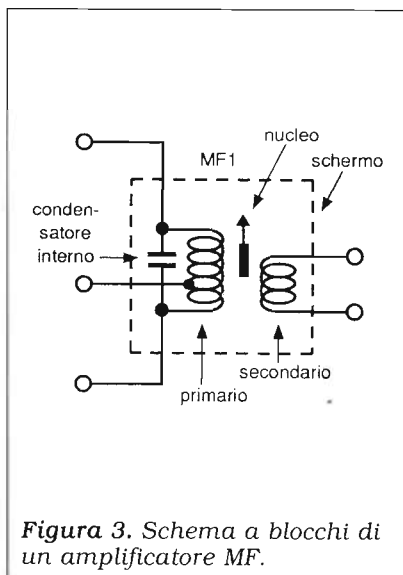 nucleo
MF1
schermo
conden-
satore
interno
secondario
primario
Figura 3. Schema a blocchi di
un amplificatore MF.